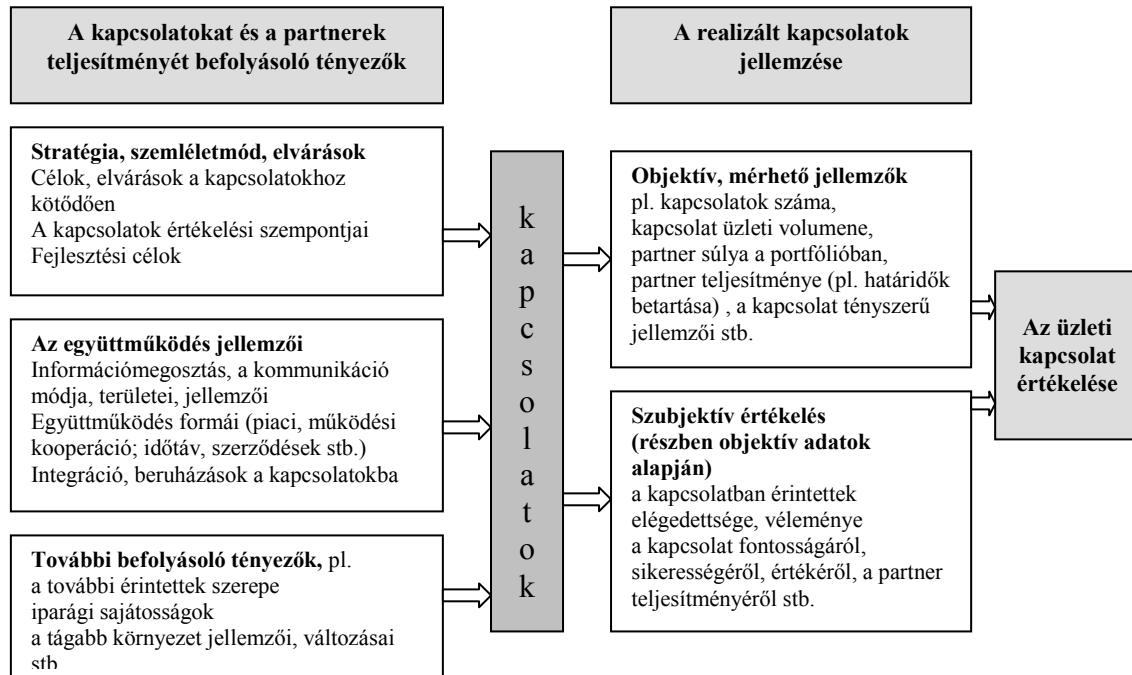 A kapcsolatokat és a partnerek
teljesítményét befolyásoló tényezők
A realizált kapcsolatok
jellemzése
Stratégia, szemléletmód, elvárások
Célok, elvárások a kapcsolatokhoz
kötődően
A kapcsolatok értékelési szempontjai
Fejlesztési célok
Az együttműködés jellemzői
Információmegosztás, a kommunikáció
módja, területei, jellemzői
Együttműködés formái (piaci, működési
kooperáció; időtáv, szerződések stb.)
Integráció, beruházások a kapcsolatokba
További befolyásoló tényezők, pl.
a további érintettek szerepe
iparági sajátosságok
a tágabb környezet jellemzői, változásai
stb
k
a
p
c
s
o
l
a
t
o
k
Objektív, mérhető jellemzők
pl. kapcsolatok száma,
kapcsolat üzleti volumene,
partner súlya a portfólióban,
partner teljesítménye (pl. határidők
betartása) , a kapcsolat tényszerű
jellemzői stb.
Szubjektív értékelés
(részben objektív adatok
alapján)
a kapcsolatban érintettek
elégedettsége, véleménye
a kapcsolat fontosságáról,
sikerességéről, értékéről, a partner
teljesítményéről stb.
Az üzleti
kapcsolat
értékelése